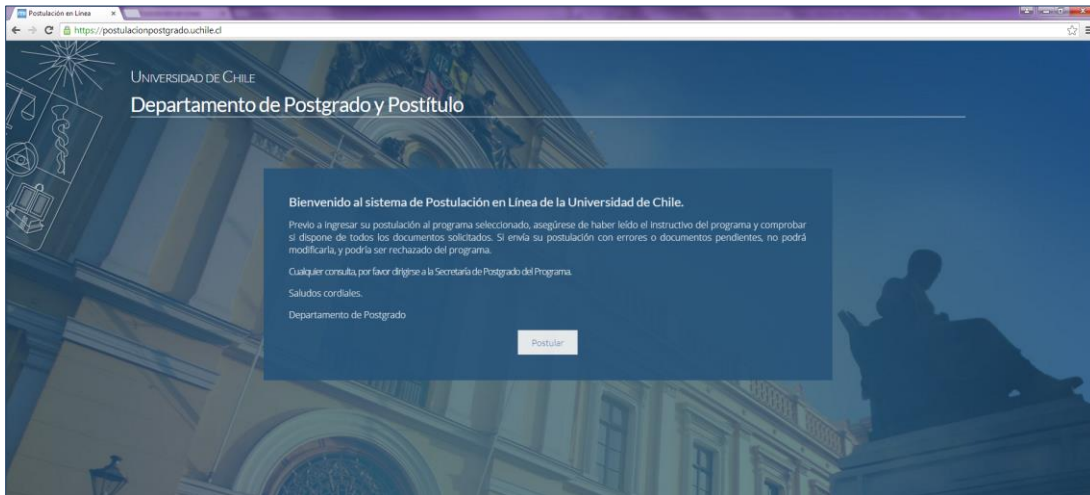 Postulación en Línea
https://postulacionpostgrado.uchile.cl
UNIVERSIDAD DE CHILE
Departamento de Postgrado y Postítulo
Bienvenido al sistema de Postulación en Línea de la Universidad de Chile.
Previo a ingresar su postulación al programa seleccionado, asegúrese de haber leído el instructivo del programa y comprobar
si dispone de todos los documentos solicitados. Si envía su postulación con errores o documentos pendientes, no podrá
modificarla, y podría ser rechazado del programa.
Cualquier consulta, por favor dirigirse a la Secretaría de Postgrado del Programa.
Saludos cordiales.
Departamento de Postgrado
Postular